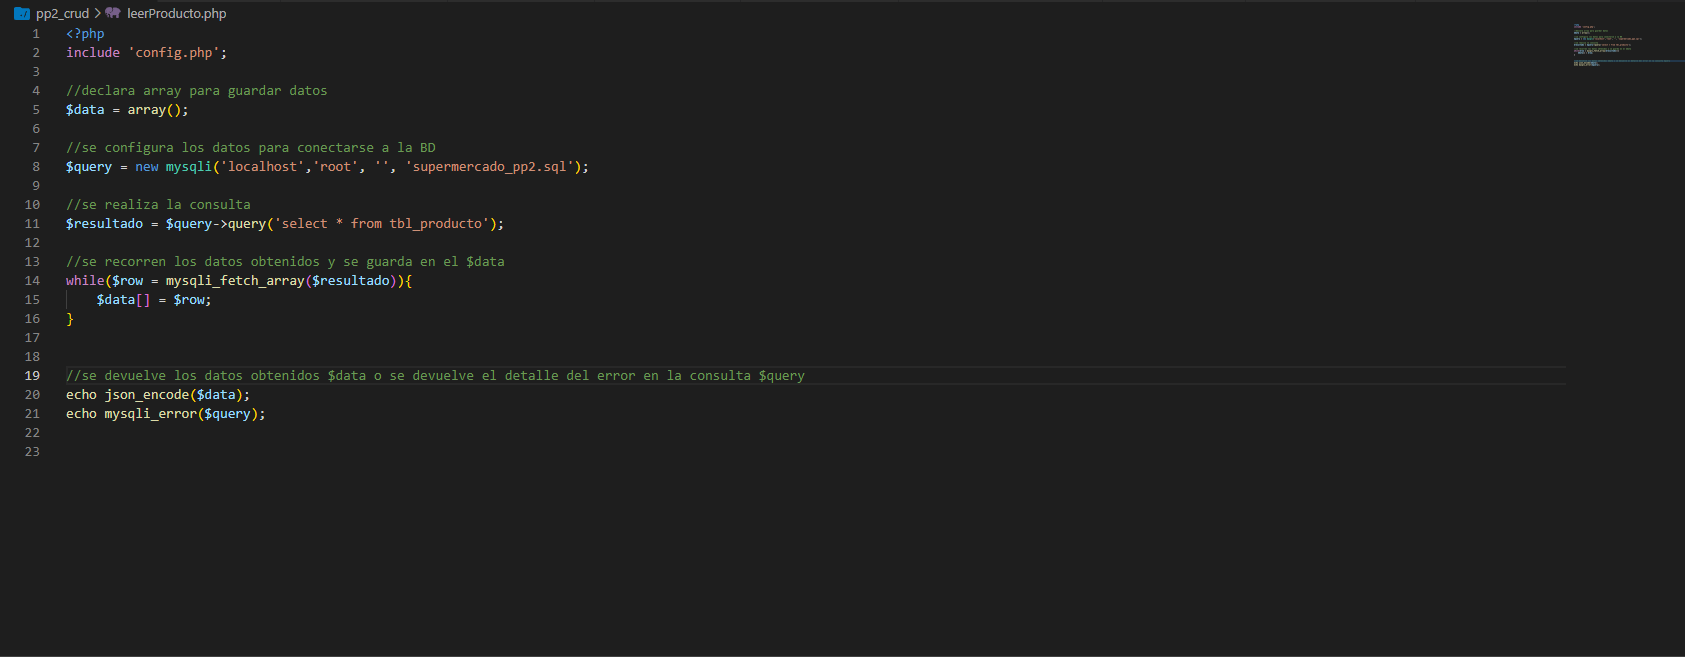 pp2_crud > leerProducto.php
1 <?php
2 include 'config.php';
3
4 //declara array para guardar datos
5 $data = array();
6
7 //se configura los datos para conectarse a la BD
8 $query = new mysqli('localhost','root', '', 'supermercado_pp2.sql');
9
10 //se realiza la consulta
11 $resultado = $query->query('select * from tbl_producto');
12
13 //se recorren los datos obtenidos y se guarda en el $data
14 while($row = mysqli_fetch_array($resultado)){
15     $data[] = $row;
16 }
17
18
19 //se devuelve los datos obtenidos $data o se devuelve el detalle del error en la consulta $query
20 echo json_encode($data);
21 echo mysqli_error($query);
22
23